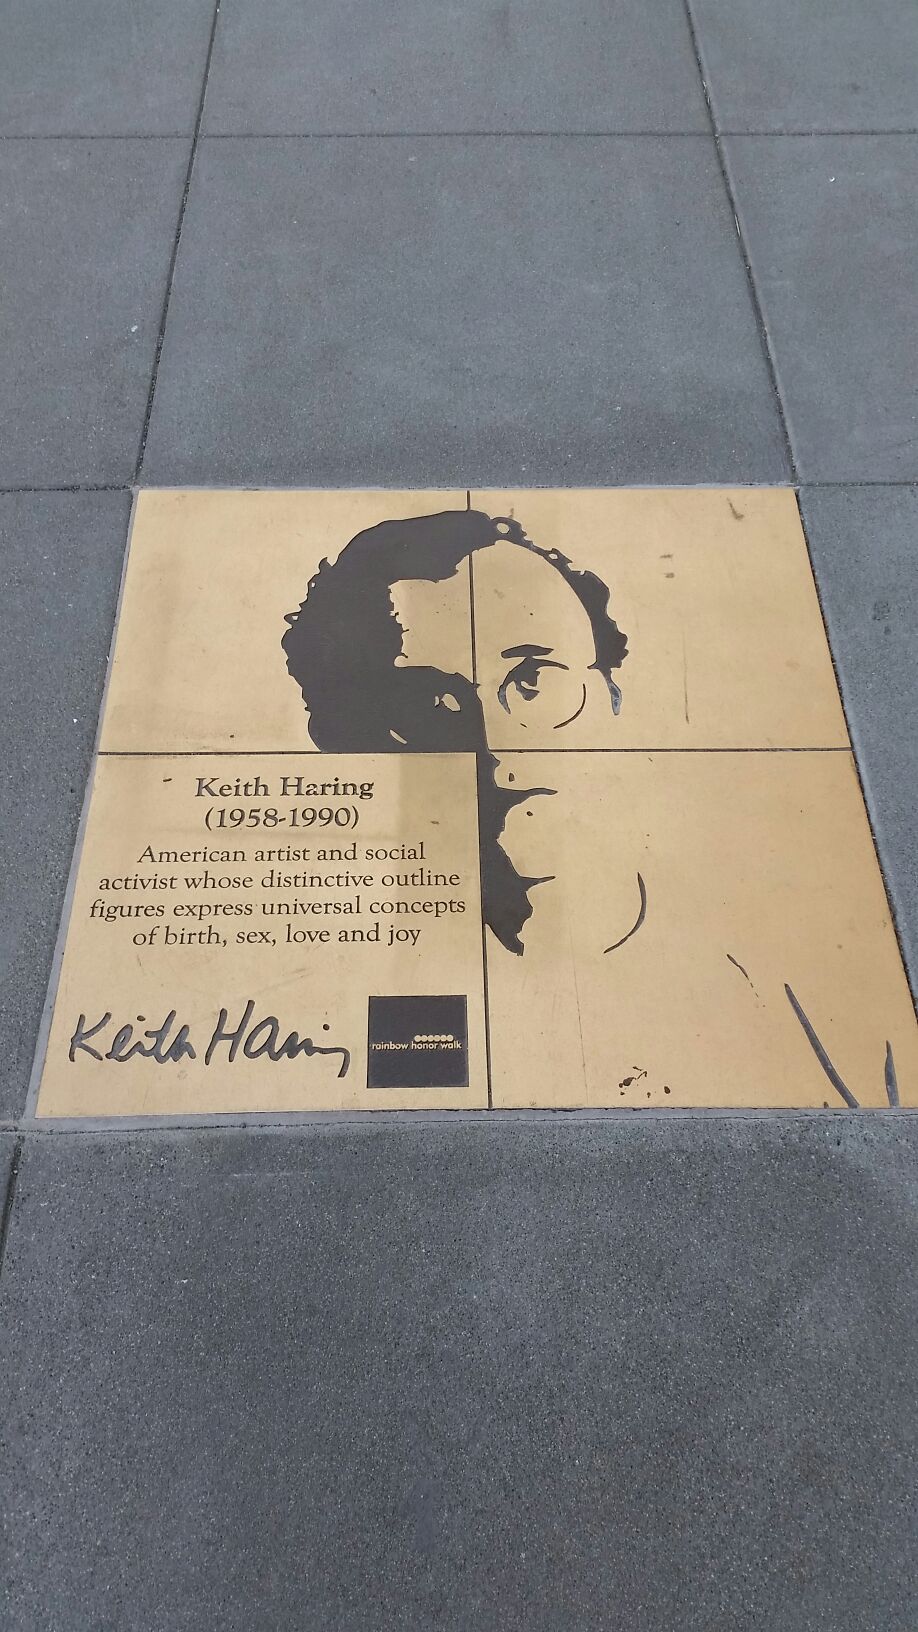 Keith Haring
(1958-1990)
American artist and social
activist whose distinctive outline
figures express universal concepts
of birth, sex, love and joy
Keith Haring
rainbow honor walk